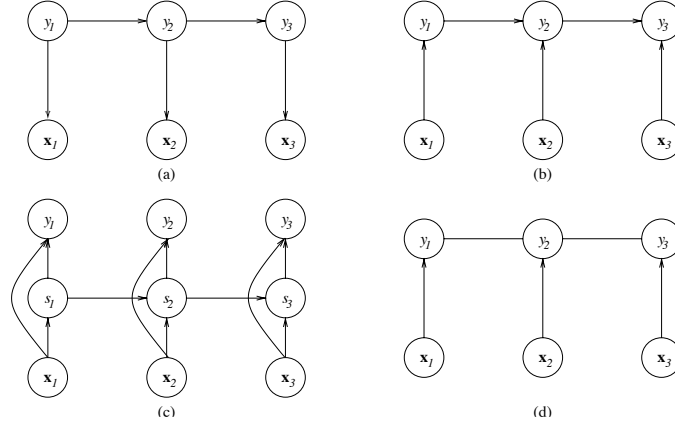 y1 y2 y3
x1 x2 x3
(a)
y1 y2 y3
x1 x2 x3
(b)
y1 y2 y3
s1 s2 s3
x1 x2 x3
(c)
y1 y2 y3
x1 x2 x3
(d)